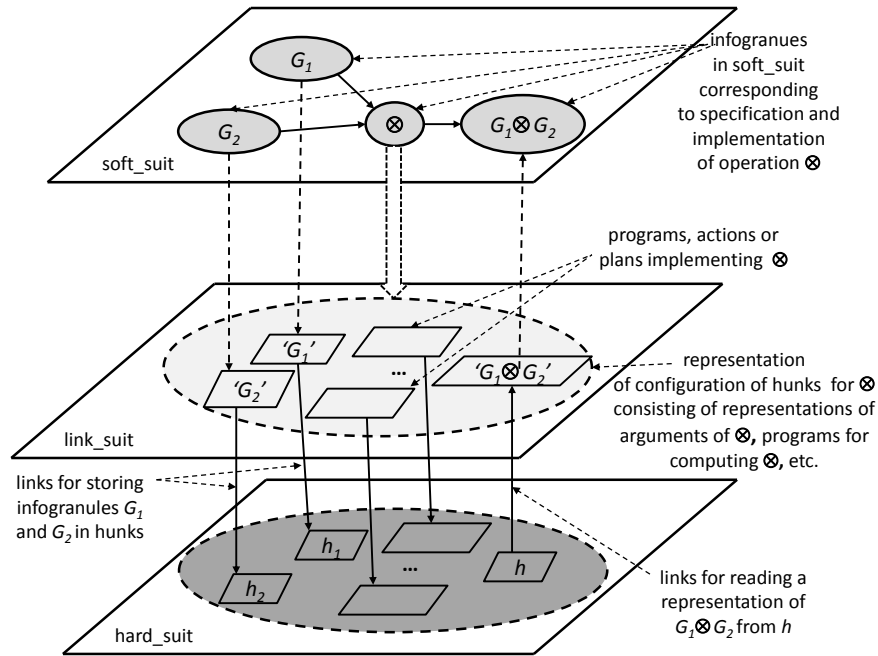 infogranues
in soft_suit
corresponding
to specification and
implementation
of operation ⊗
G₁
G₂
⊗
G₁⊗G₂
soft_suit
programs, actions or
plans implementing ⊗
‘G₁’
‘G₂’
...
‘G₁⊗G₂’
representation
of configuration of hunks for ⊗
consisting of representations of
arguments of ⊗, programs for
computing ⊗, etc.
link_suit
links for storing
infogranules G₁
and G₂ in hunks
h₁
h₂
...
h
links for reading a
representation of
G₁⊗G₂ from h
hard_suit